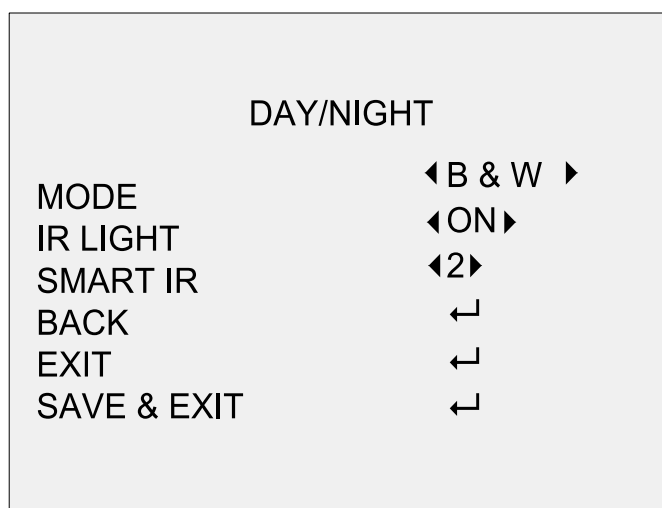 DAY/NIGHT
MODE B & W
IR LIGHT ON
SMART IR 2
BACK
EXIT
SAVE & EXIT